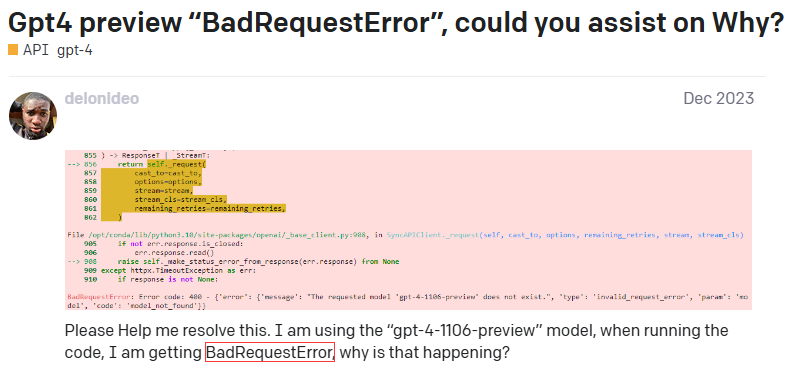 Gpt4 preview “BadRequestError”, could you assist on Why?
API gpt-4
delonideo
Dec 2023
855 ) -> ResponseT | _StreamT:
--> 856 return self._request(
857 cast_to=cast_to,
858 options=options,
859 stream=stream,
860 stream_cls=stream_cls,
861 remaining_retries=remaining_retries,
862 )
File /opt/conda/lib/python3.10/site-packages/openai/_base_client.py:908, in SyncAPIClient._request(self, cast_to, options, remaining_retries, stream, stream_cls)
905 if not err.response.is_closed:
906 err.response.read()
--> 908 raise self._make_status_error_from_response(err.response) from None
909 except httpx.TimeoutException as err:
910 if response is not None:
BadRequestError: Error code: 400 - {'error': {'message': "The requested model 'gpt-4-1106-preview' does not exist.", 'type': 'invalid_request_error', 'param': 'mo
del', 'code': 'model_not_found'}}
Please Help me resolve this. I am using the “gpt-4-1106-preview” model, when running the
code, I am getting BadRequestError, why is that happening?